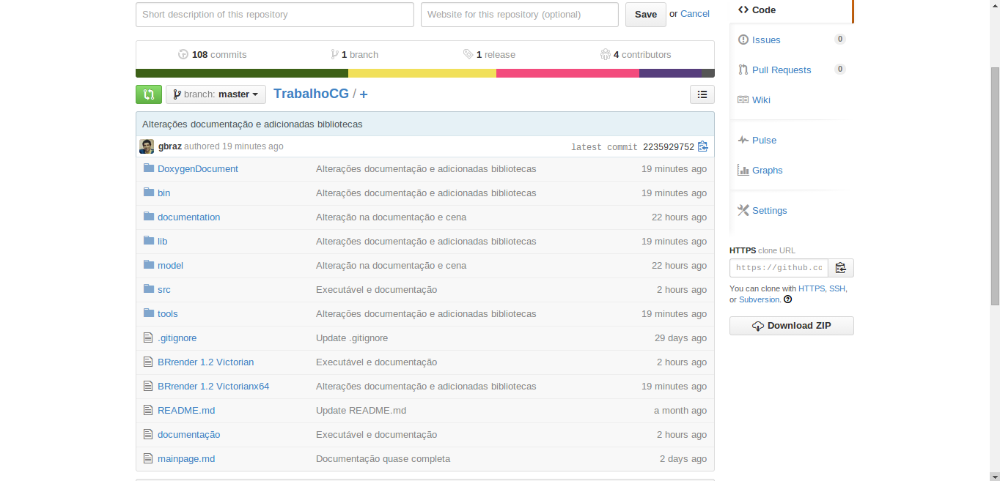 Short description of this repository
Website for this repository (optional)
Save or Cancel
108 commits
1 branch
1 release
4 contributors
branch: master
TrabalhoCG / +
Alterações documentação e adicionadas bibliotecas
gbraz authored 19 minutes ago
latest commit 2235929752
DoxygenDocument Alterações documentação e adicionadas bibliotecas 19 minutes ago
bin Alterações documentação e adicionadas bibliotecas 19 minutes ago
documentation Alteração na documentação e cena 22 hours ago
lib Alterações documentação e adicionadas bibliotecas 19 minutes ago
model Alteração na documentação e cena 22 hours ago
src Executável e documentação 2 hours ago
tools Alterações documentação e adicionadas bibliotecas 19 minutes ago
.gitignore Update .gitignore 29 days ago
BRrender 1.2 Victorian Executável e documentação 2 hours ago
BRrender 1.2 Victorianx64 Alterações documentação e adicionadas bibliotecas 19 minutes ago
README.md Update README.md a month ago
documentação Executável e documentação 2 hours ago
mainpage.md Documentação quase completa 2 days ago
Code
Issues 0
Pull Requests 0
Wiki
Pulse
Graphs
Settings
HTTPS clone URL
https://github.cc
You can clone with HTTPS, SSH,
or Subversion.
Download ZIP